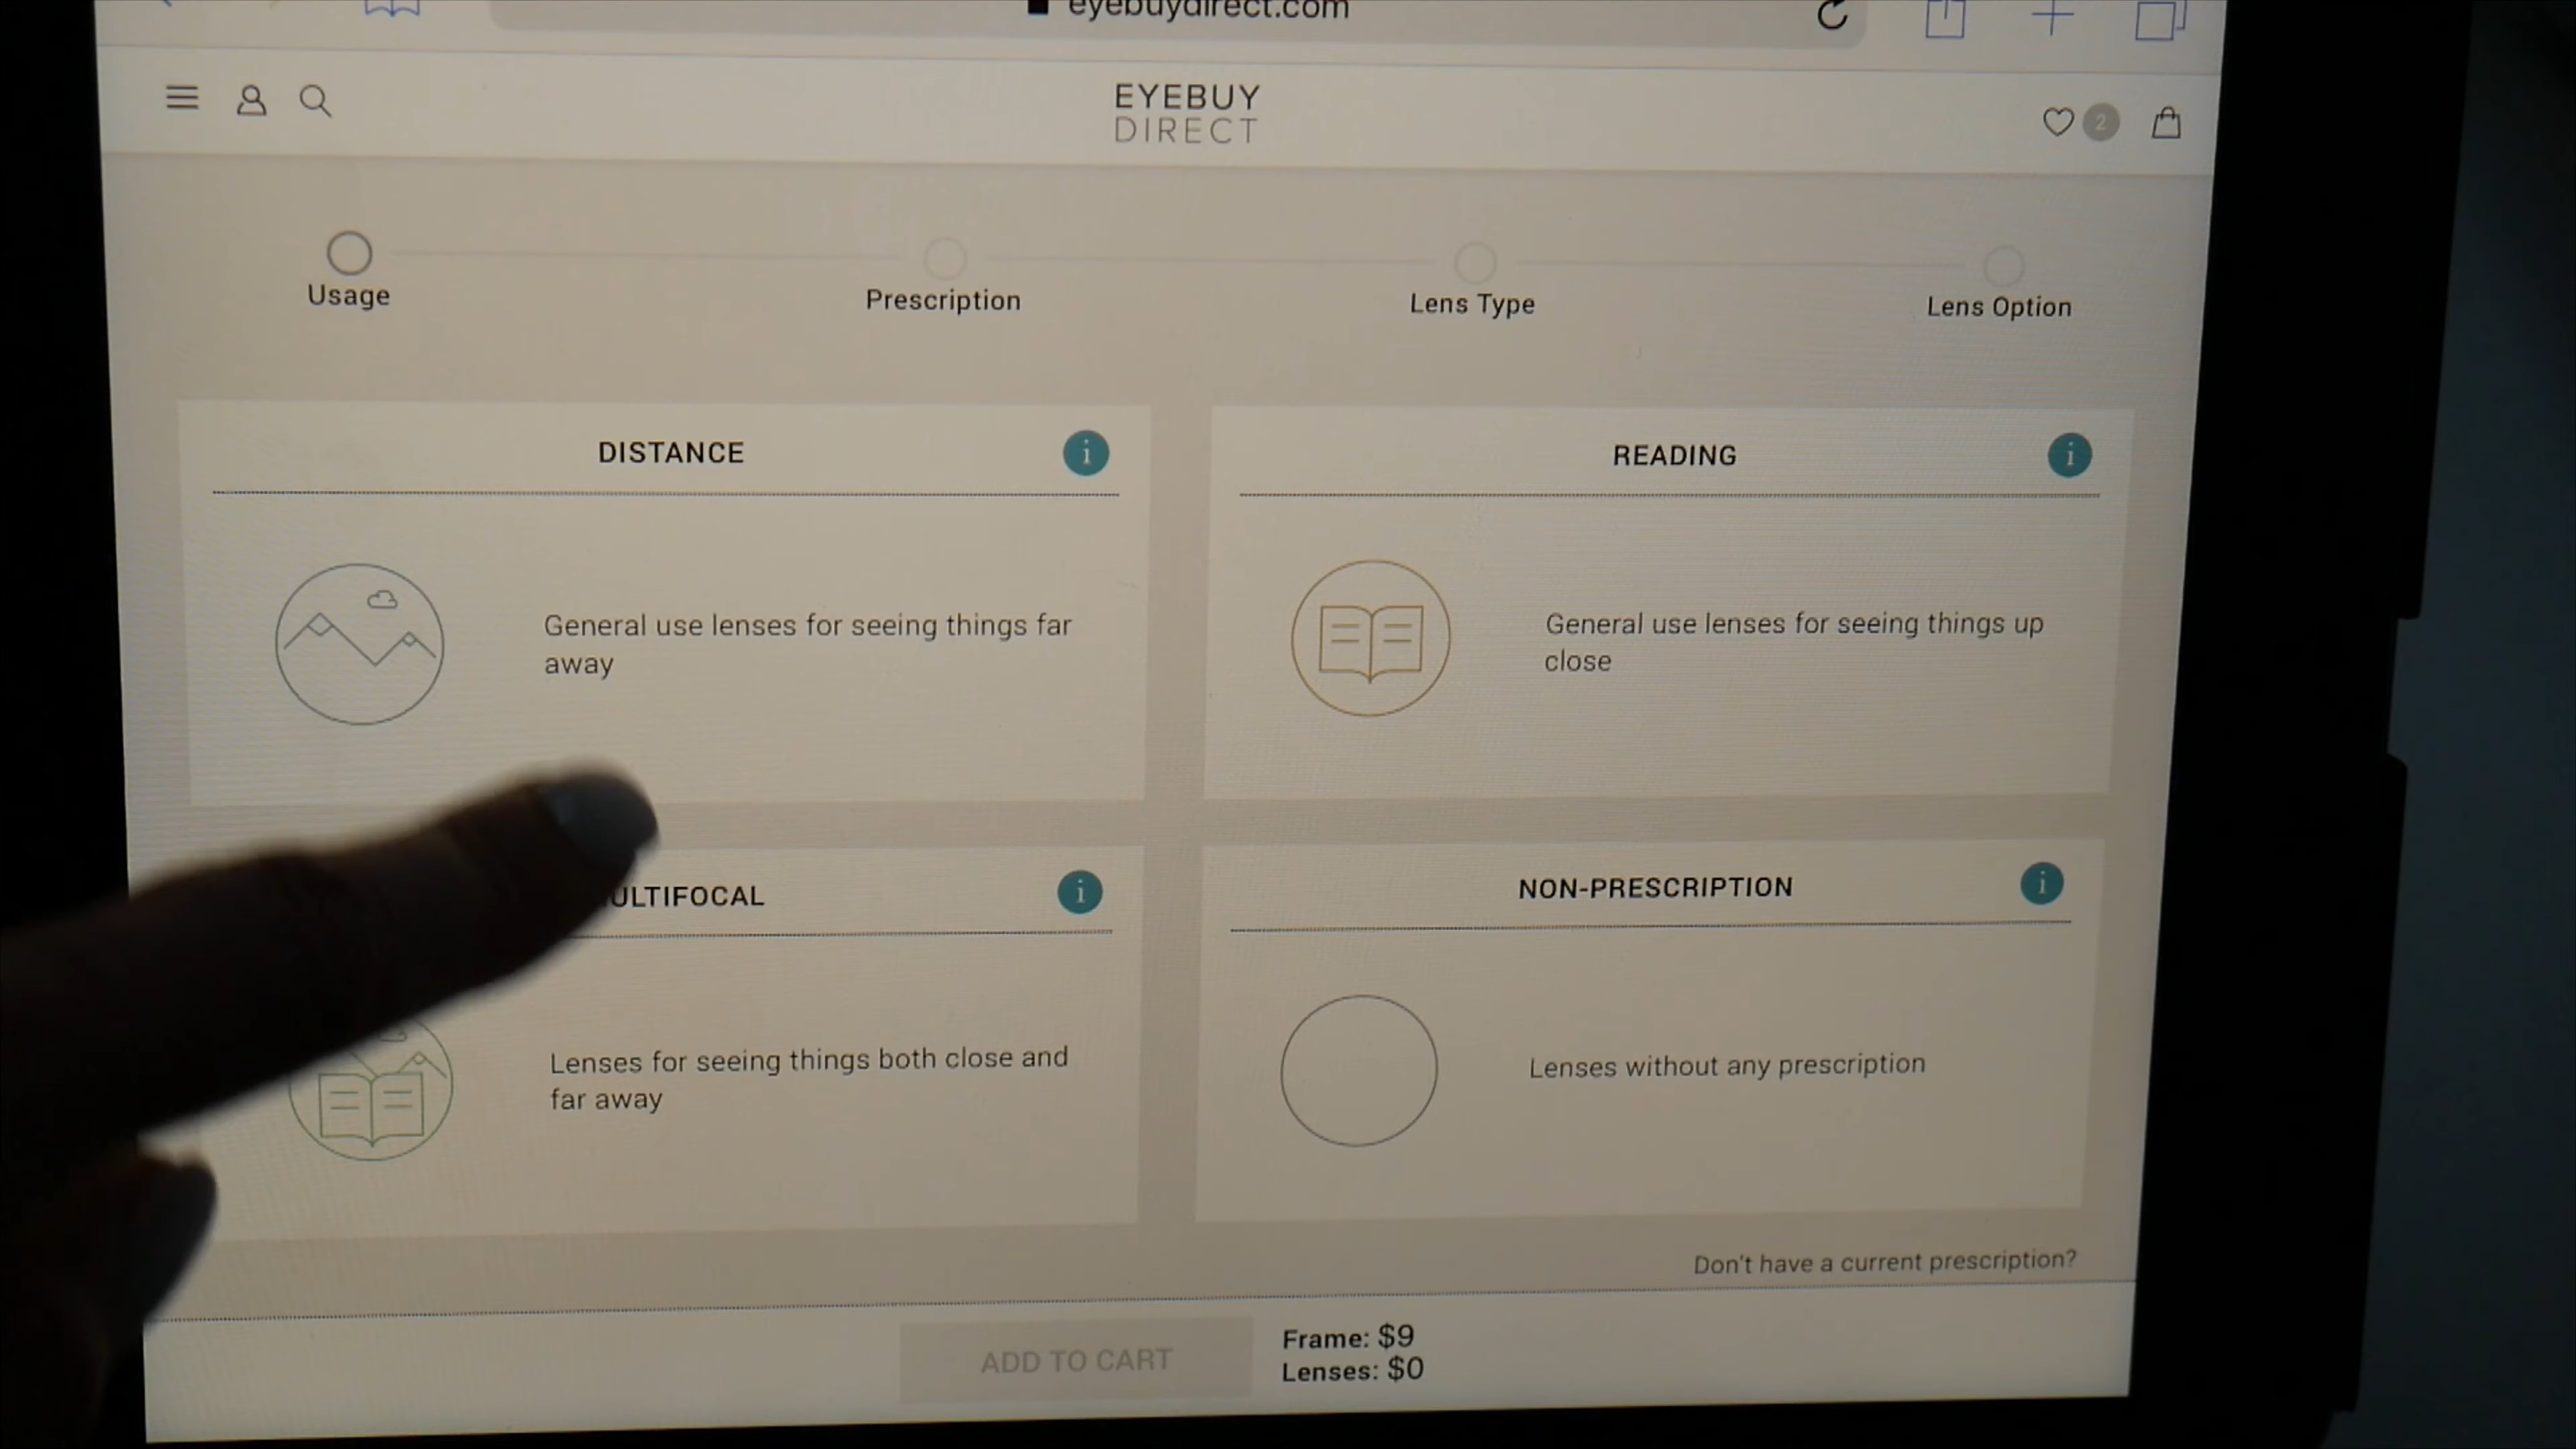 eyebuydirect.com
EYEBUY
DIRECT
2
Usage
Prescription
Lens Type
Lens Option
DISTANCE
i
General use lenses for seeing things far
away
READING
i
General use lenses for seeing things up
close
ULTIFOCAL
i
Lenses for seeing things both close and
far away
NON-PRESCRIPTION
i
Lenses without any prescription
Don't have a current prescription?
ADD TO CART
Frame: $9
Lenses: $0